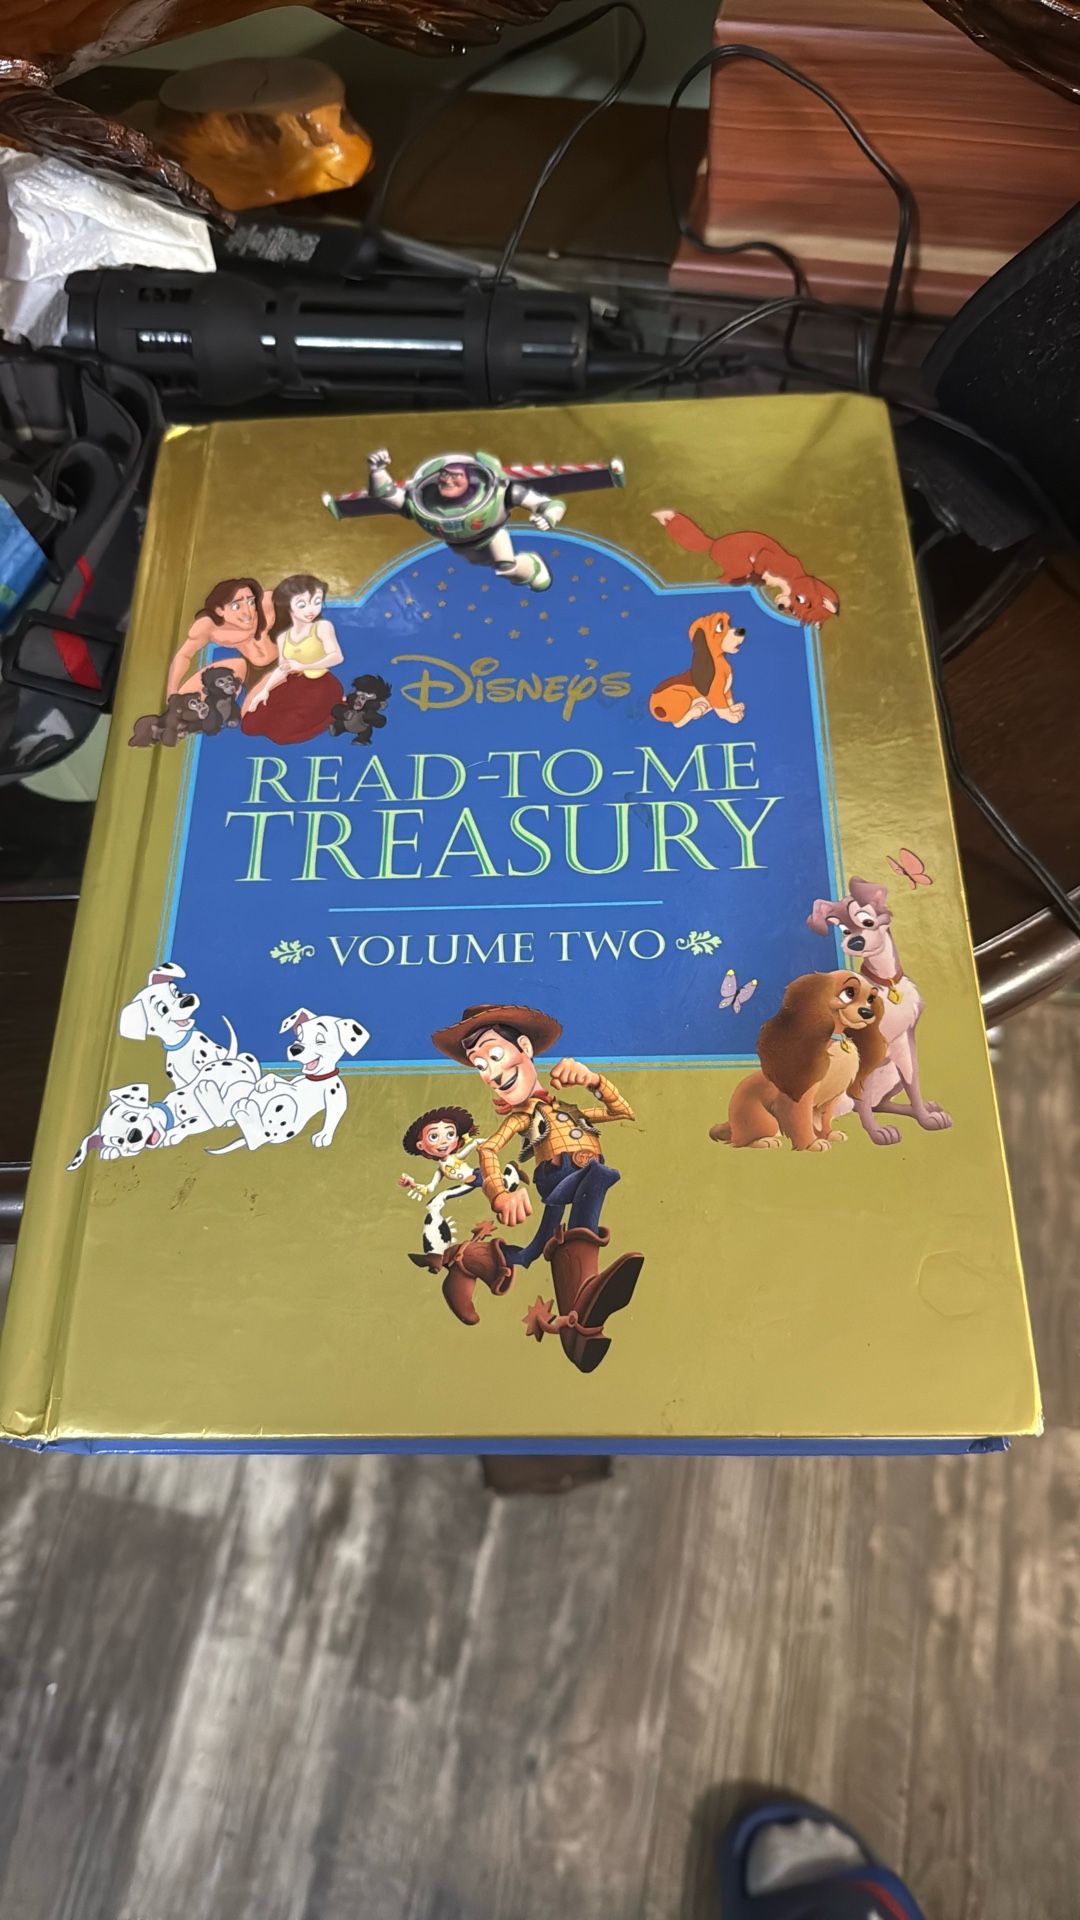 DISNEY'S
READ-TO-ME
TREASURY
VOLUME TWO